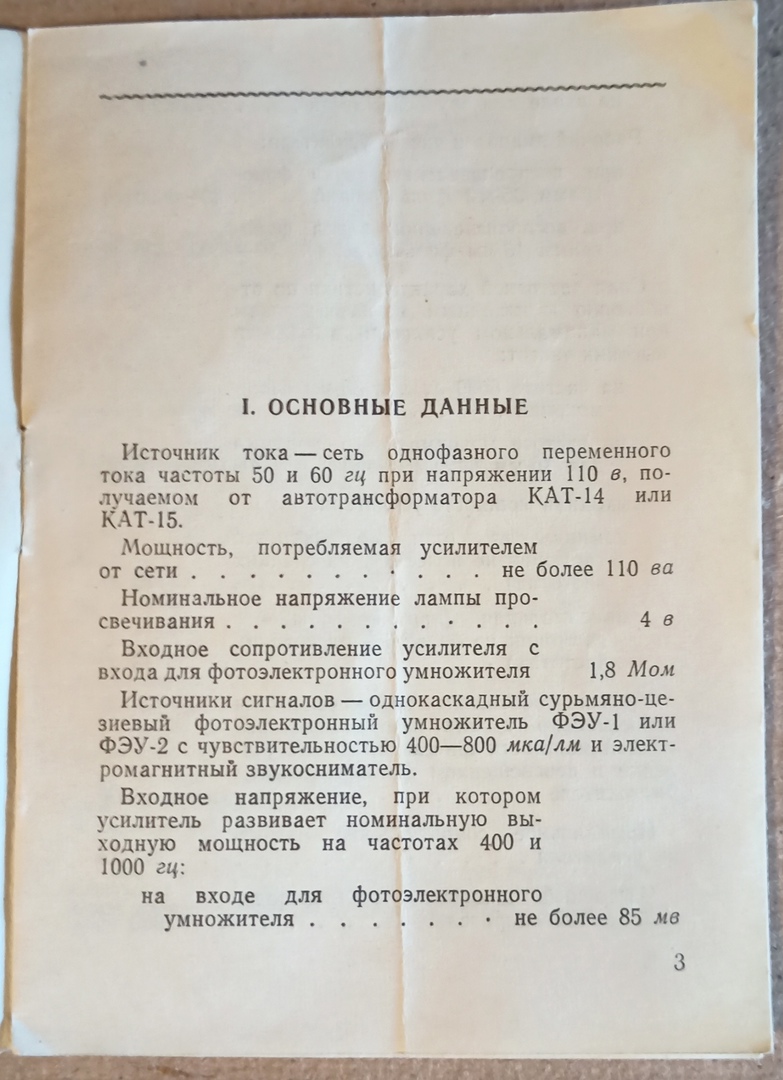 I. ОСНОВНЫЕ ДАННЫЕ
Источник тока — сеть однофазного переменного
тока частоты 50 и 60 гц при напряжении 110 в, по-
лучаемом от автотрансформатора КАТ-14 или
КАТ-15.
Мощность, потребляемая усилителем
от сети . . . . . . . . . . . . не более 110 ва
Номинальное напряжение лампы про-
свечивания . . . . . . . . . . . . . 4 в
Входное сопротивление усилителя с
входа для фотоэлектронного умножителя 1,8 Мом
Источники сигналов — однокаскадный сурьмяно-це-
зиевый фотоэлектронный умножитель ФЭУ-1 или
ФЭУ-2 с чувствительностью 400—800 мка/лм и элект-
ромагнитный звукосниматель.
Входное напряжение, при котором
усилитель развивает номинальную вы-
ходную мощность на частотах 400 и
1000 гц:
на входе для фотоэлектронного
умножителя . . . . . . . . не более 85 мв
3